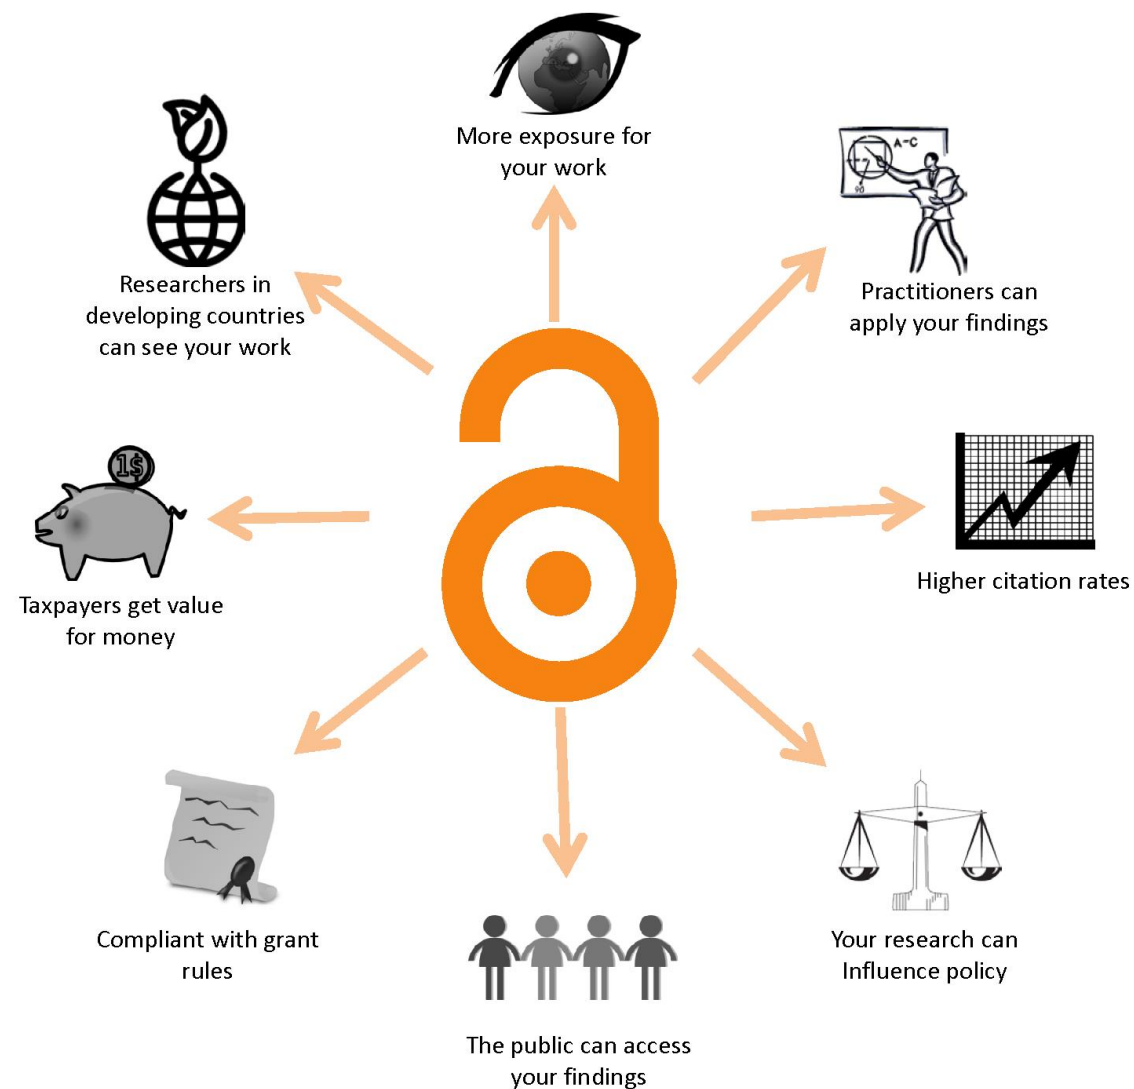 More exposure for
your work
A-C
90
Practitioners can
apply your findings
Researchers in
developing countries
can see your work
1$
Taxpayers get value
for money
Higher citation rates
Compliant with grant
rules
Your research can
Influence policy
The public can access
your findings